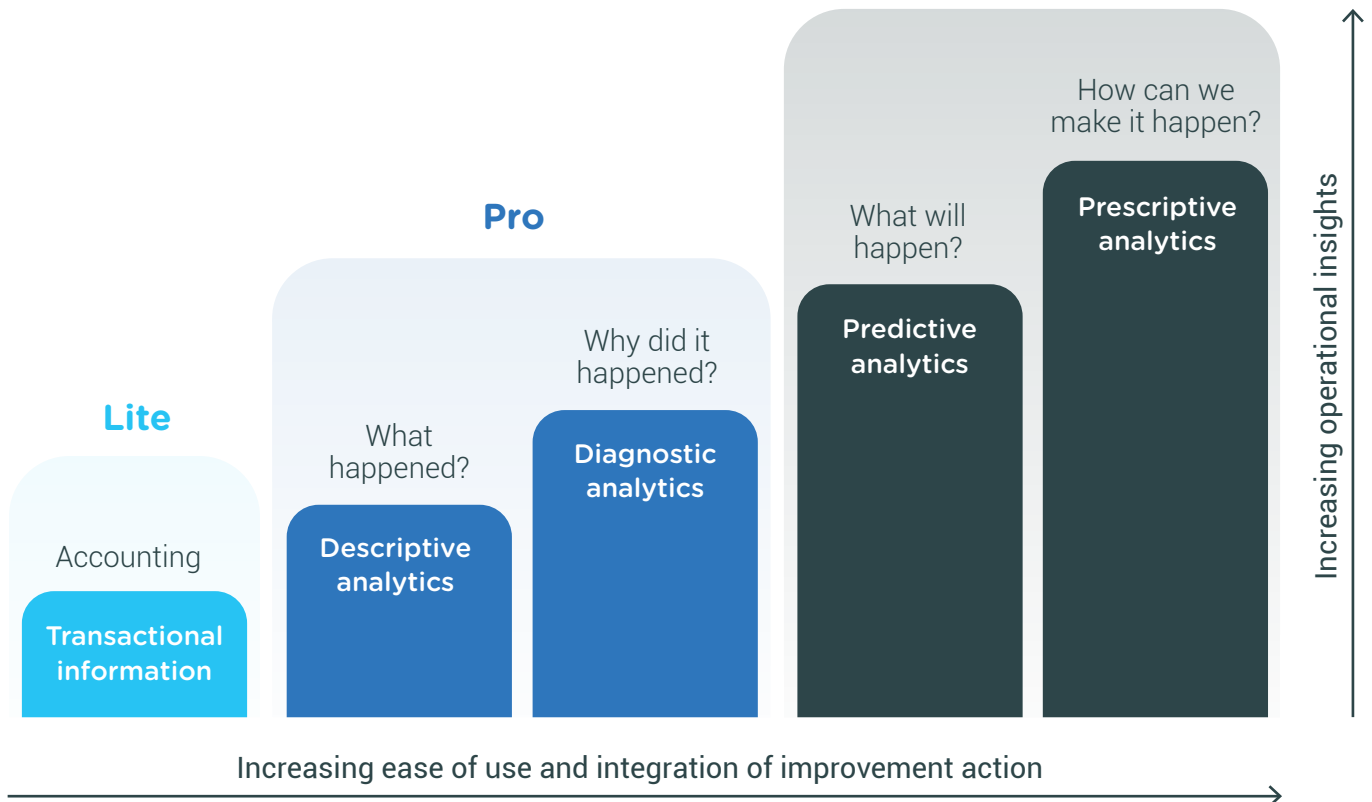 Lite
Accounting
Transactional
information
Pro
What
happened?
Descriptive
analytics
Why did it
happened?
Diagnostic
analytics
What will
happen?
Predictive
analytics
How can we
make it happen?
Prescriptive
analytics
Increasing operational insights
Increasing ease of use and integration of improvement action